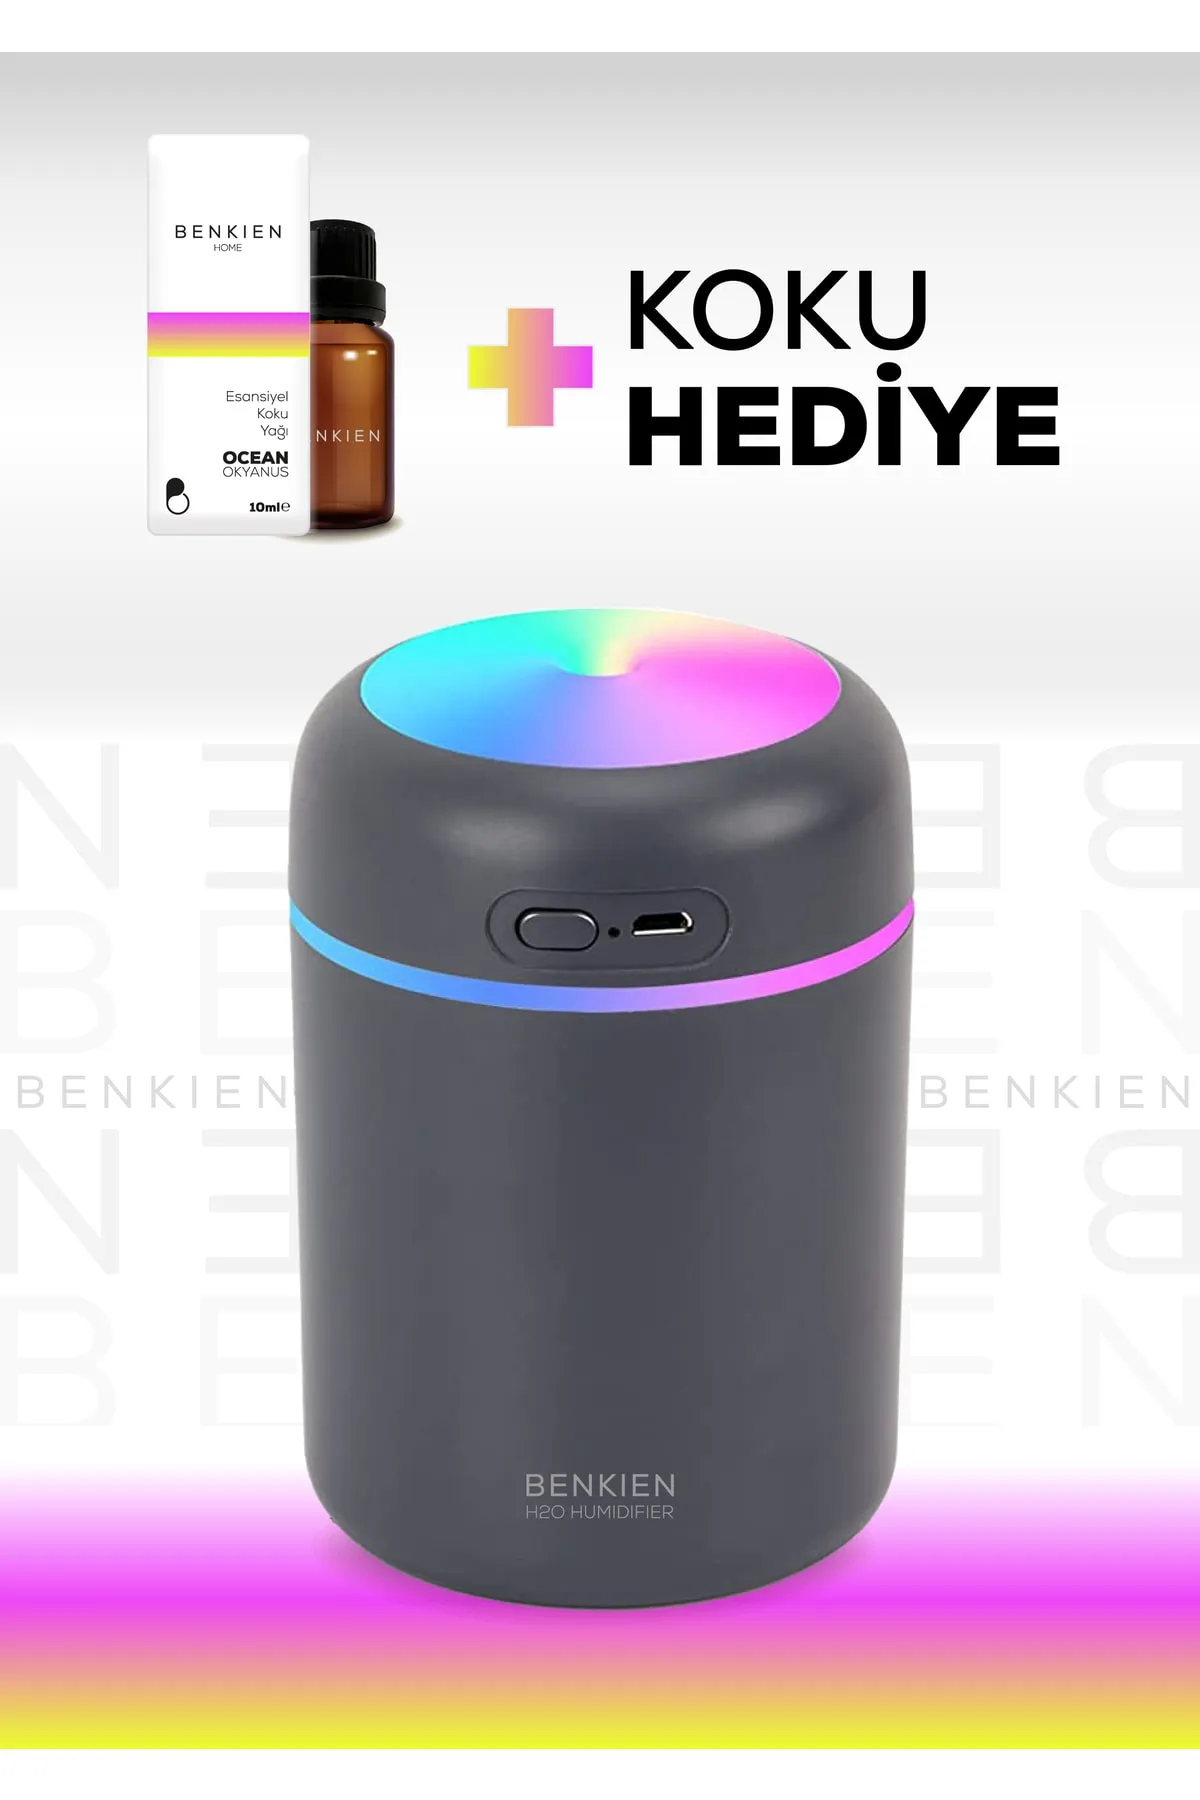 BENKIEN
HOME
Esansiyel
Koku
Yağı
OCEAN
OKYANUS
10ml℮
NKIEN
KOKU
HEDİYE
BENKIEN
BENKIEN
BENKIEN
H2O HUMIDIFIER